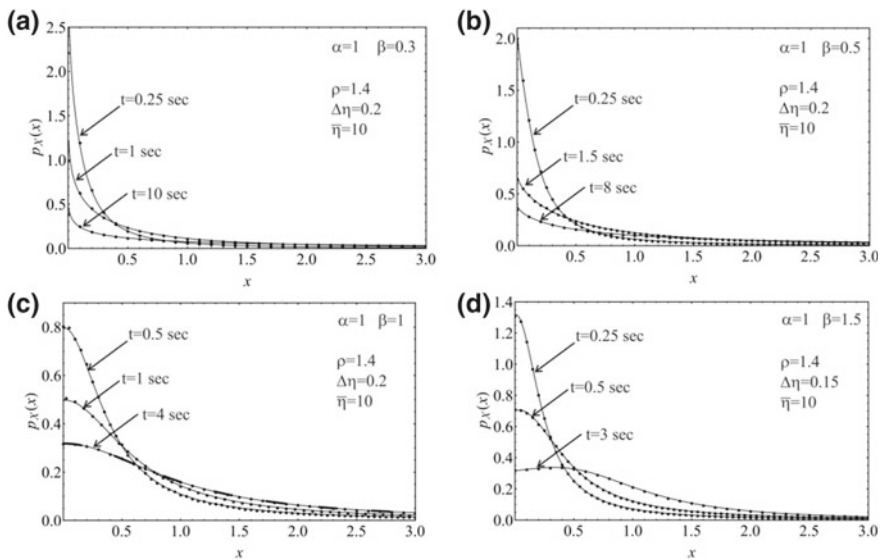 (a)
2.5
2.0
1.5
1.0
0.5
0.0
pX(x)
α=1 β=0.3
ρ=1.4
Δη=0.2
η̅=10
t=0.25 sec
t=1 sec
t=10 sec
0.5 1.0 1.5 2.0 2.5 3.0
x
(b)
2.0
1.5
1.0
0.5
0.0
pX(x)
α=1 β=0.5
ρ=1.4
Δη=0.2
η̅=10
t=0.25 sec
t=1.5 sec
t=8 sec
0.5 1.0 1.5 2.0 2.5 3.0
x
(c)
0.8
0.6
0.4
0.2
0.0
pX(x)
α=1 β=1
ρ=1.4
Δη=0.2
η̅=10
t=0.5 sec
t=1 sec
t=4 sec
0.5 1.0 1.5 2.0 2.5 3.0
x
(d)
1.4
1.2
1.0
0.8
0.6
0.4
0.2
0.0
pX(x)
α=1 β=1.5
ρ=1.4
Δη=0.15
η̅=10
t=0.25 sec
t=0.5 sec
t=3 sec
0.5 1.0 1.5 2.0 2.5 3.0
x